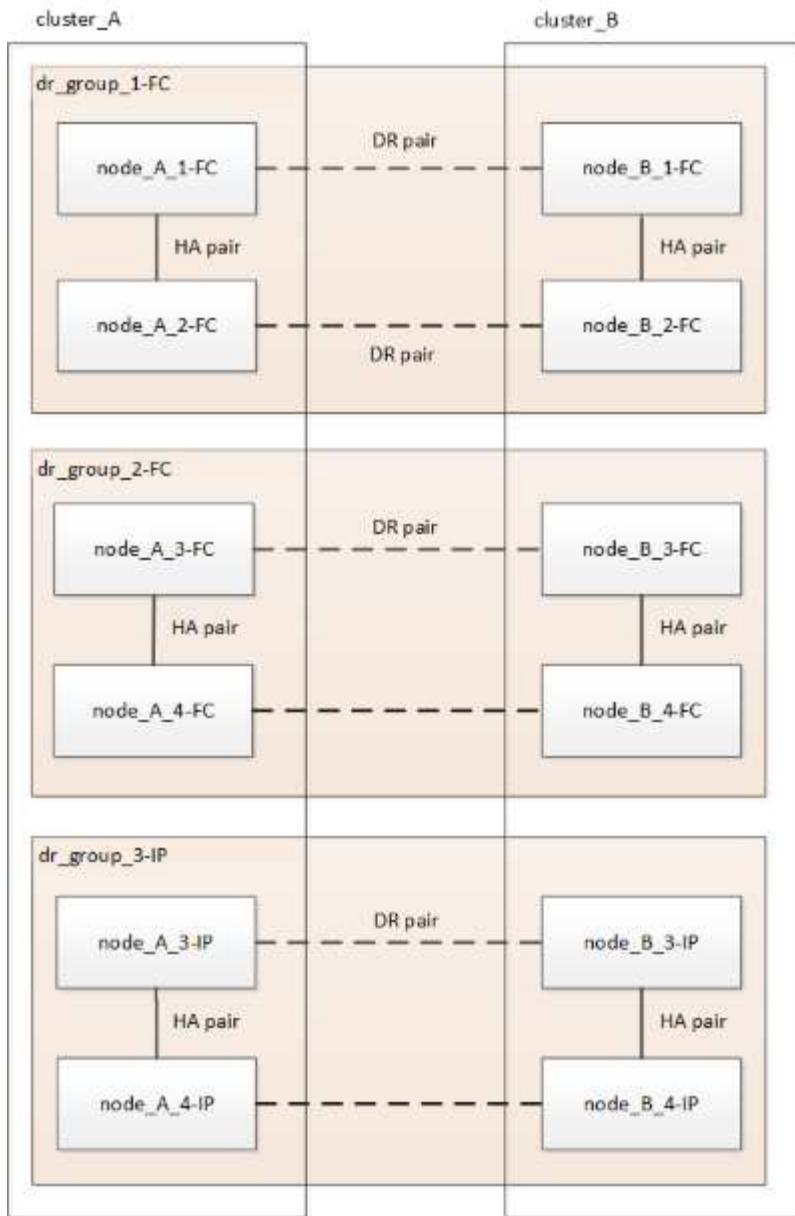 cluster_A
cluster_B
dr_group_1-FC
DR pair
node_A_1-FC
node_B_1-FC
HA pair
HA pair
node_A_2-FC
node_B_2-FC
DR pair
dr_group_2-FC
DR pair
node_A_3-FC
node_B_3-FC
HA pair
HA pair
node_A_4-FC
node_B_4-FC
dr_group_3-IP
DR pair
node_A_3-IP
node_B_3-IP
HA pair
HA pair
node_A_4-IP
node_B_4-IP